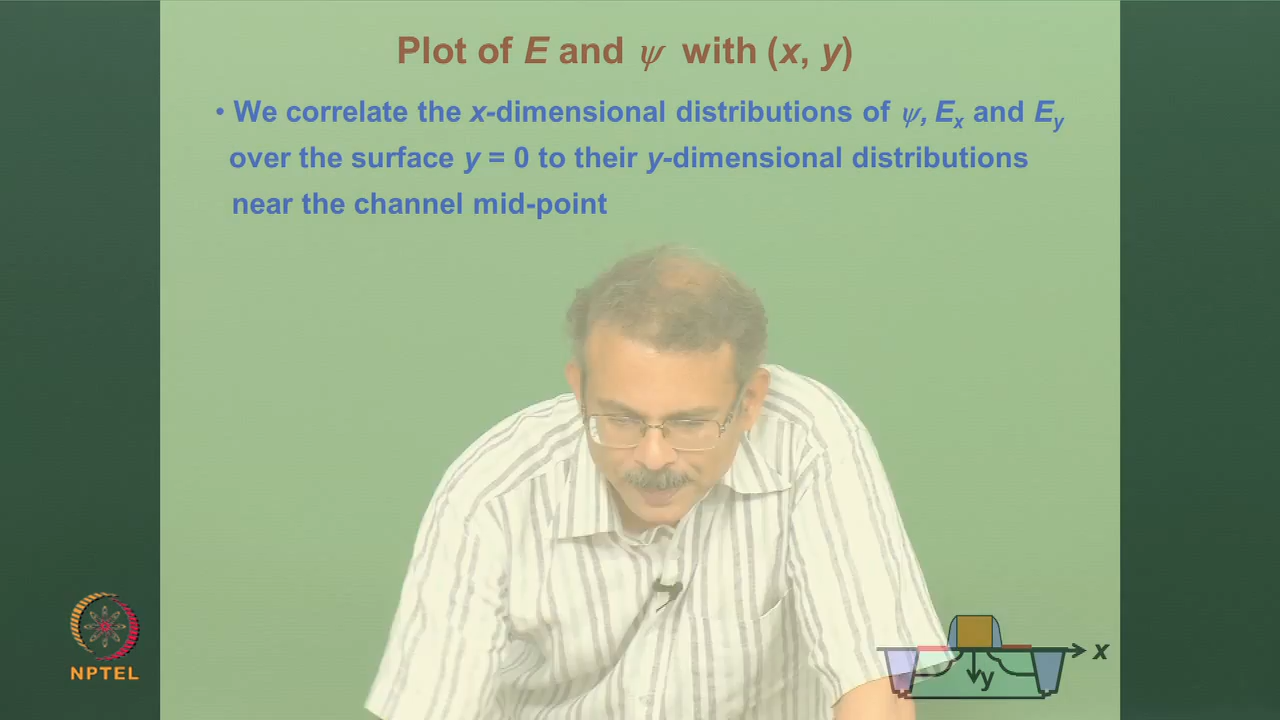 Plot of E and ψ with (x, y)
• We correlate the x-dimensional distributions of ψ, Ex and Ey
over the surface y = 0 to their y-dimensional distributions
near the channel mid-point
x
y
NPTEL